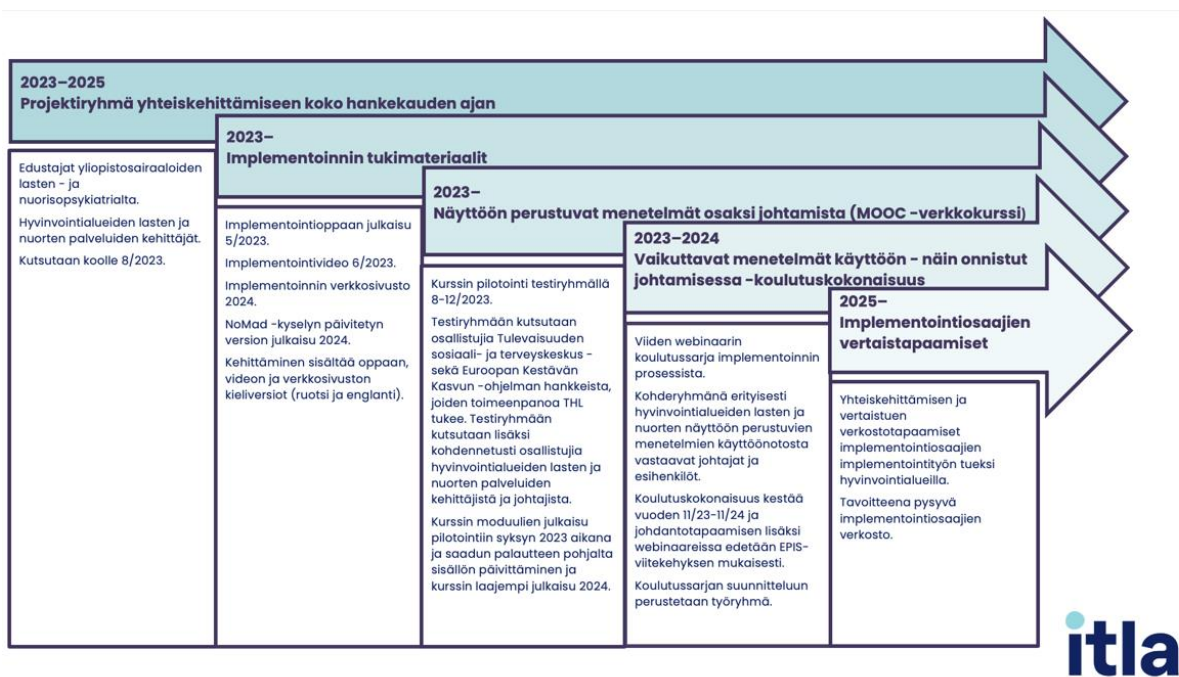 2023–2025
Projektiryhmä yhteiskehittämiseen koko hankekauden ajan
Edustajat yliopistosairaaloiden
lasten - ja
nuorisopsykiatrialta.
Hyvinvointialueiden lasten ja
nuorten palveluiden kehittäjät.
Kutsutaan koolle 8/2023.
2023–
Implementoinnin tukimateriaalit
Implementointioppaan julkaisu
5/2023.
Implementointivideo 6/2023.
Implementoinnin verkkosivusto
2024.
NoMad -kyselyn päivitetyn
version julkaisu 2024.
Kehittäminen sisältää oppaan,
videon ja verkkosivuston
kieliversiot (ruotsi ja englanti).
2023–
Näyttöön perustuvat menetelmät osaksi johtamista (MOOC -verkkokurssi)
Kurssin pilotointi testiryhmällä
8-12/2023.
Testiryhmään kutsutaan
osallistujia Tulevaisuuden
sosiaali- ja terveyskeskus -
sekä Euroopan Kestävän
Kasvun -ohjelman hankkeista,
joiden toimeenpanoa THL
tukee. Testiryhmään
kutsutaan lisäksi
kohdennetusti osallistujia
hyvinvointialueiden lasten ja
nuorten palveluiden
kehittäjistä ja johtajista.
Kurssin moduulien julkaisu
pilotointiin syksyn 2023 aikana
ja saadun palautteen pohjalta
sisällön päivittäminen ja
kurssin laajempi julkaisu 2024.
2023–2024
Vaikuttavat menetelmät käyttöön - näin onnistut
johtamisessa -koulutuskokonaisuus
Viiden webinaarin
koulutussarja implementoinnin
prosessista.
Kohderyhmänä erityisesti
hyvinvointialueiden lasten ja
nuorten näyttöön perustuvien
menetelmien käyttöönotosta
vastaavat johtajat ja
esihenkilöt.
Koulutuskokonaisuus kestää
vuoden 11/23-11/24 ja
johdantotapaamisen lisäksi
webinaareissa edetään EPIS-
viitekehyksen mukaisesti.
Koulutussarjan suunnitteluun
perustetaan työryhmä.
2025–
Implementointiosaajien
vertaistapaamiset
Yhteiskehittämisen ja
vertaistuen
verkostotapaamiset
implementointiosaajien
implementointityön tueksi
hyvinvointialueilla.
Tavoitteena pysyvä
implementointiosaajien
verkosto.
itla